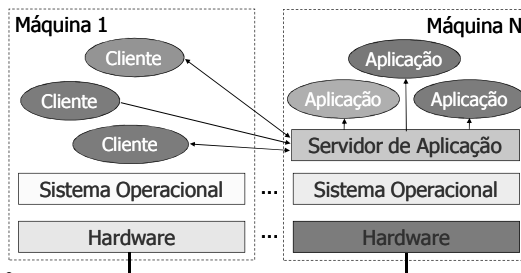 Máquina 1
Cliente
Cliente
Cliente
Sistema Operacional
Hardware
...
...
Máquina N
Aplicação
Aplicação
Aplicação
Servidor de Aplicação
Sistema Operacional
Hardware